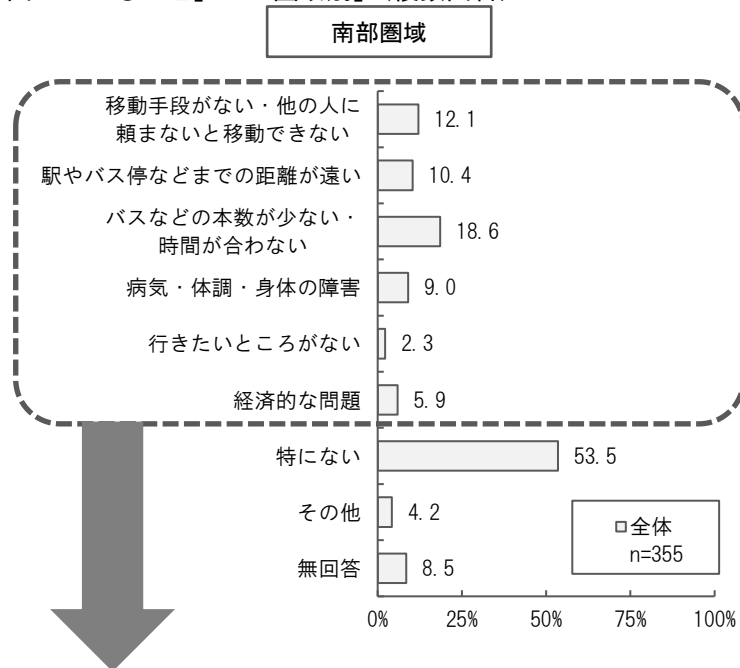 南部圏域
移動手段がない・他の人に
頼まないと移動できない
12.1
駅やバス停などまでの距離が遠い
10.4
バスなどの本数が少ない・
時間が合わない
18.6
病気・体調・身体の障害
9.0
行きたいところがない
2.3
経済的な問題
5.9
特にない
53.5
その他
4.2
無回答
8.5
全体
n=355
0%
25%
50%
75%
100%